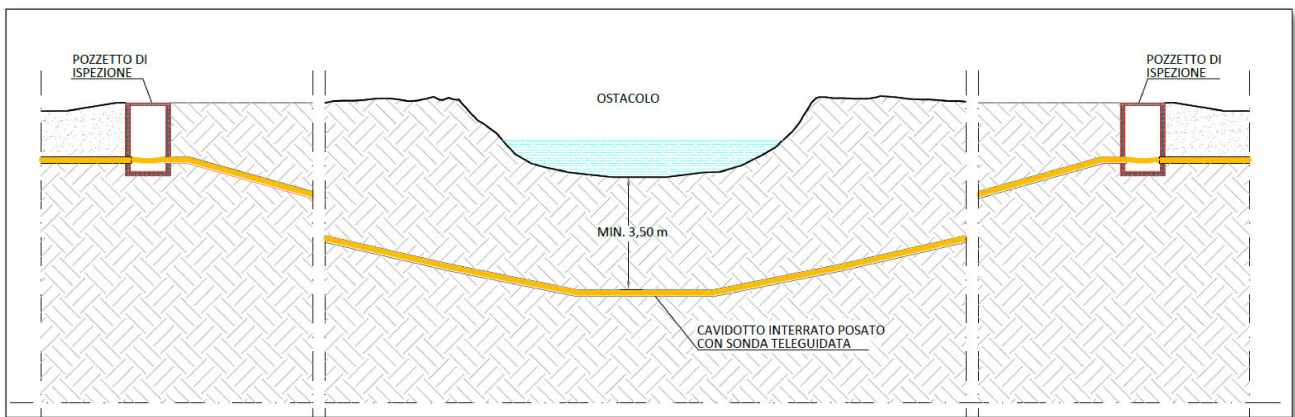 POZZETTO DI
ISPEZIONE
OSTACOLO
POZZETTO DI
ISPEZIONE
MIN. 3,50 m
CAVIDOTTO INTERRATO POSATO
CON SONDA TELEGUIDATA